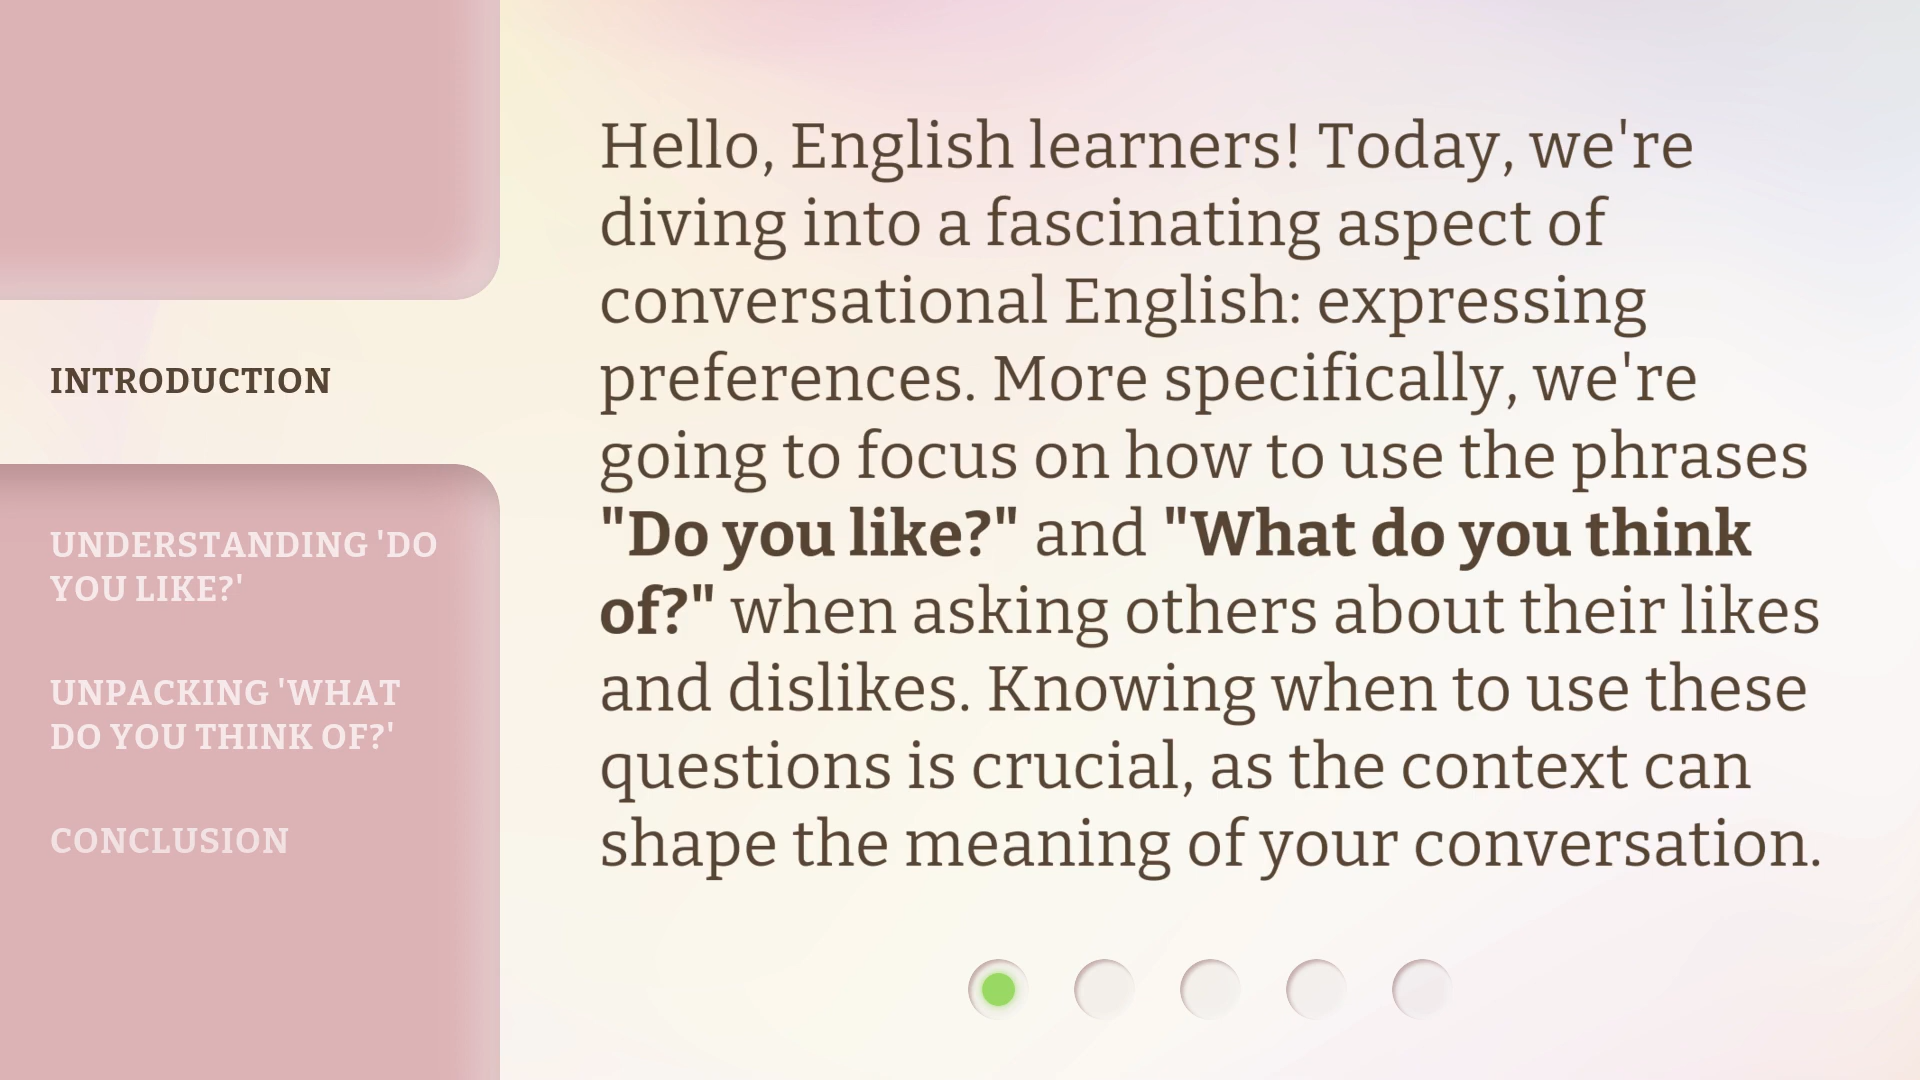 INTRODUCTION
UNDERSTANDING 'DO
YOU LIKE?'
UNPACKING 'WHAT
DO YOU THINK OF?'
CONCLUSION
Hello, English learners! Today, we're
diving into a fascinating aspect of
conversational English: expressing
preferences. More specifically, we're
going to focus on how to use the phrases
"Do you like?" and "What do you think
of?" when asking others about their likes
and dislikes. Knowing when to use these
questions is crucial, as the context can
shape the meaning of your conversation.